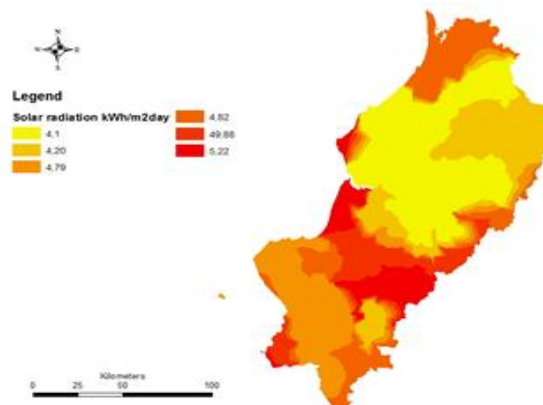 N
W E
S
Legend
Solar radiation kWh/m2day
4,1
4,20
4,79
4,82
49,88
5,22
Kilometers
0 25 50 100